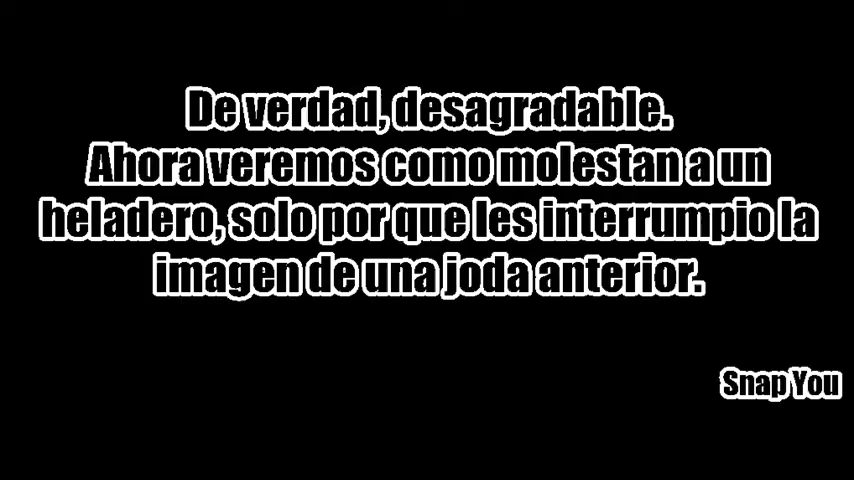 De verdad, desagradable.
Ahora veremos como molestan a un
heladero, solo por que les interrumpio la
imagen de una joda anterior.
Snap You